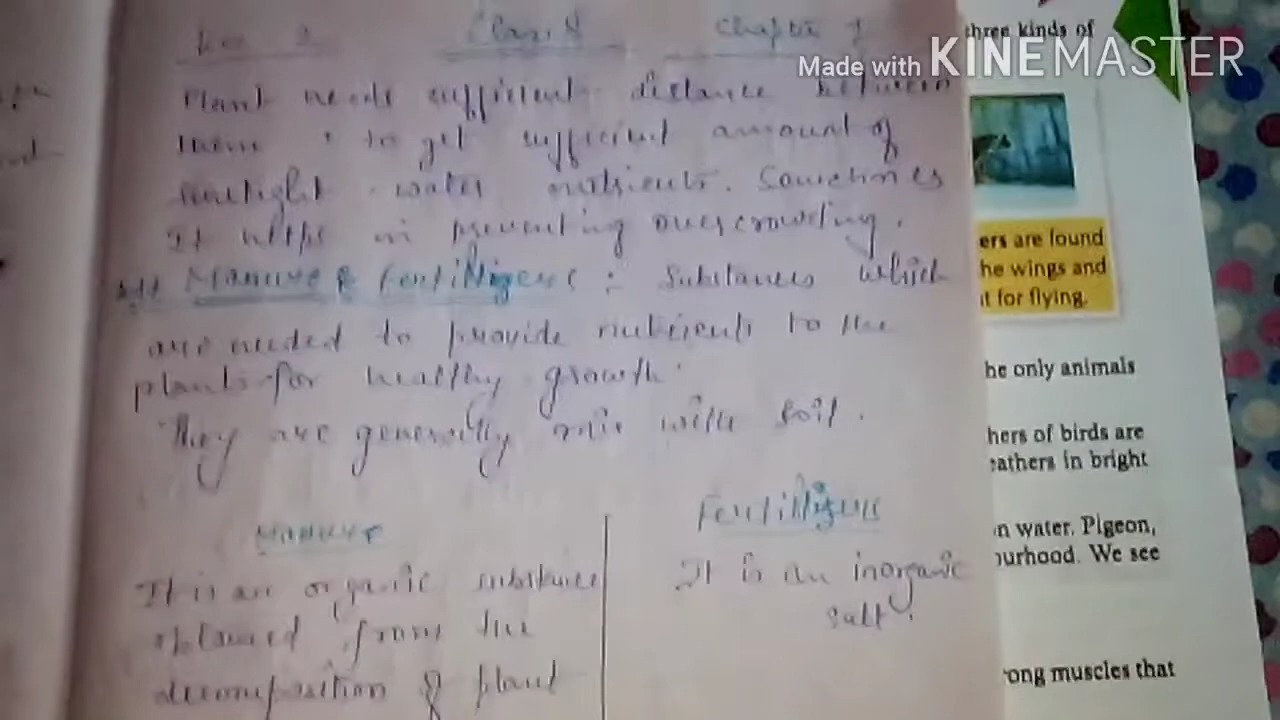 Class 8 Chapter 1
Plant needs sufficient distance between
them to get sufficient amount of
sunlight water nutrients. Sometimes
It helps in preventing overcrowding.
Manure & Fertilizers :- Substances which
are needed to provide nutrients to the
plants for healthy growth.
They are generally mix with soil.
Manure
It is an organic substance
obtained from the
decomposition of plant
Fertilizers
It is an inorganic
salt.
Made with KINEMASTER
three kinds of
ers are found
he wings and
t for flying.
he only animals
hers of birds are
eathers in bright
n water. Pigeon,
ourhood. We see
rong muscles that